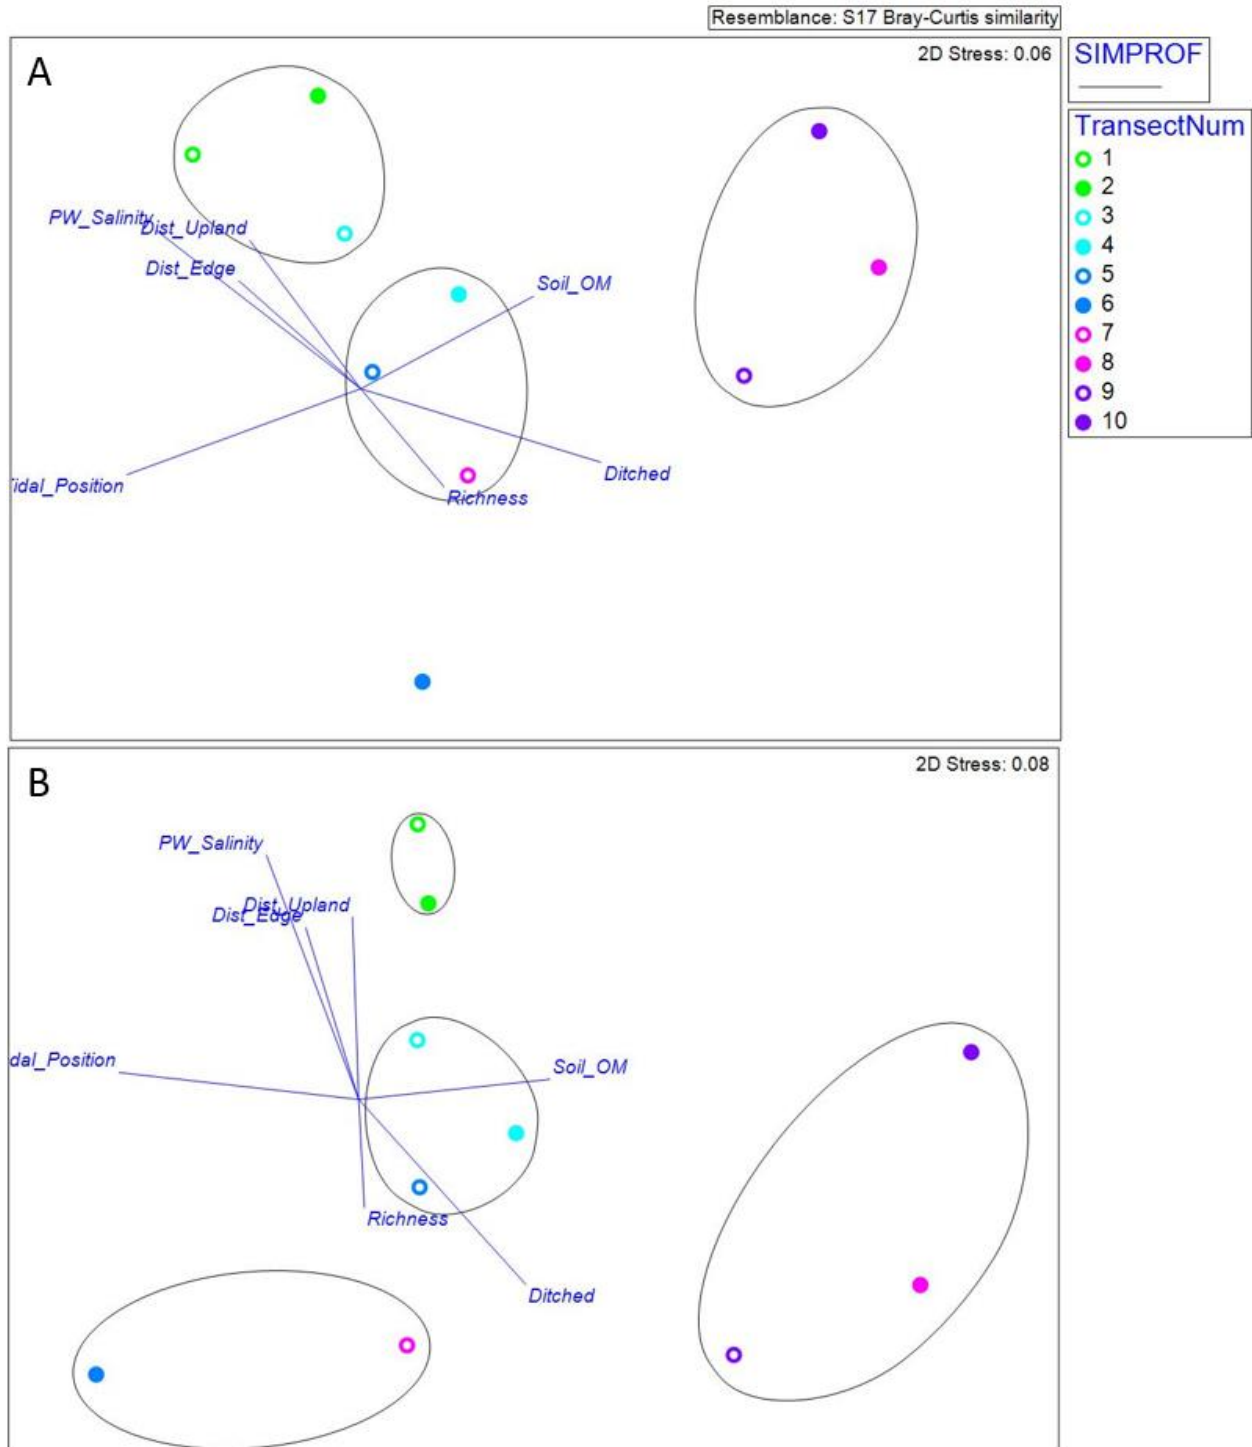 Resemblance: S17 Bray-Curtis similarity
A
2D Stress: 0.06
SIMPROF
TransectNum
1
2
3
4
5
6
7
8
9
10
PW_Salinity
Dist_Upland
Dist_Edge
Soil_OM
idal_Position
Ditched
Richness
B
2D Stress: 0.08
PW_Salinity
Dist_Upland
Dist_Edge
dal_Position
Soil_OM
Richness
Ditched